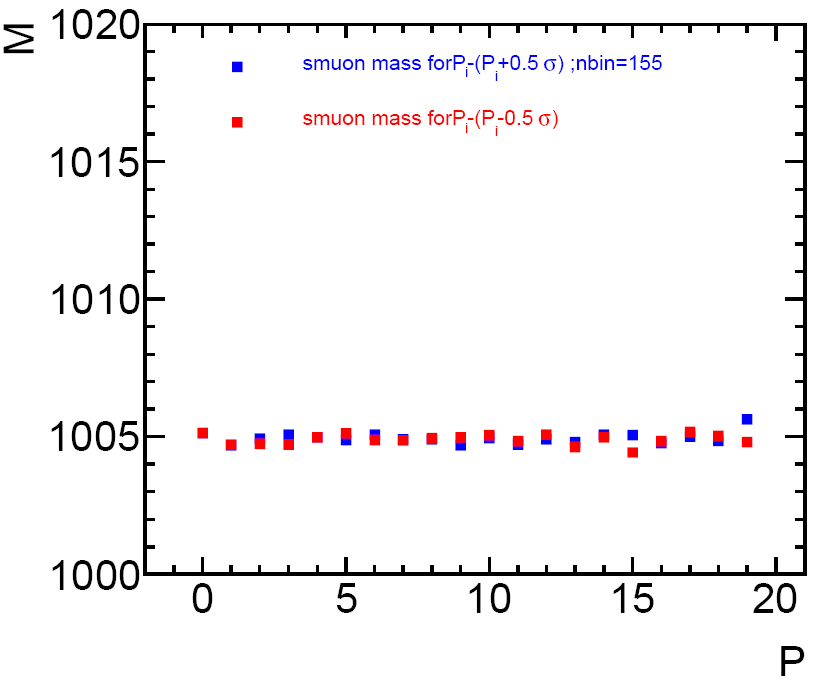 M
1020
smuon mass forPi-(Pi+0.5 σ) ;nbin=155
smuon mass forPi-(Pi-0.5 σ)
1015
1010
1005
1000
0 5 10 15 20
P